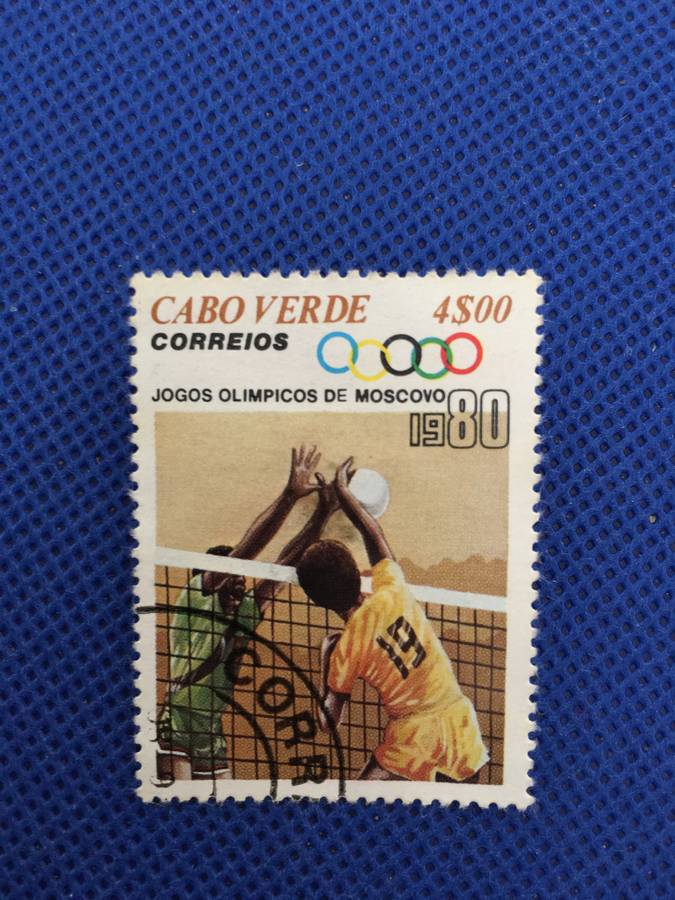 CABO VERDE 4$00
CORREIOS
JOGOS OLIMPICOS DE MOSCOVO
1980
19
CORR